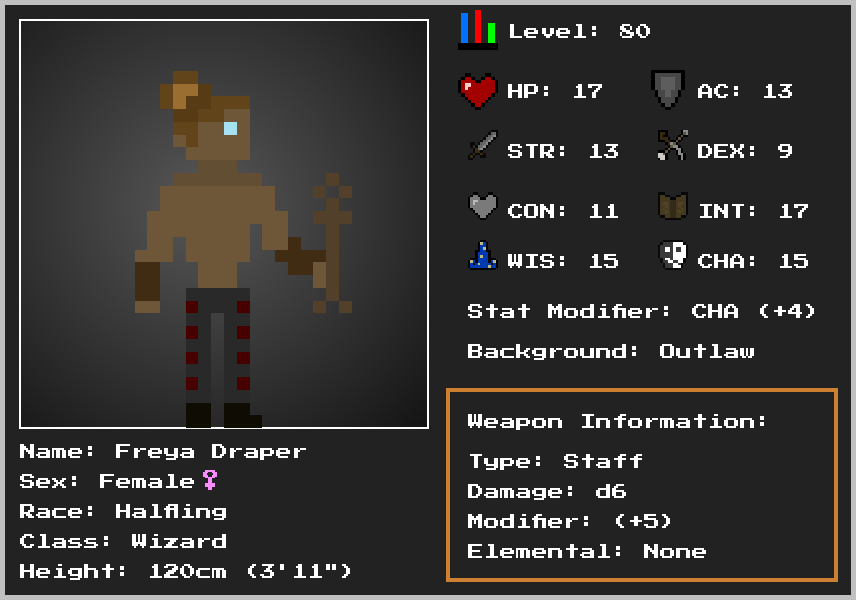 Level: 80
HP: 17
AC: 13
STR: 13
DEX: 9
CON: 11
INT: 17
WIS: 15
CHA: 15
Stat Modifier: CHA (+4)
Background: Outlaw
Weapon Information:
Type: Staff
Damage: d6
Modifier: (+5)
Elemental: None
Name: Freya Draper
Sex: Female♀
Race: Halfling
Class: Wizard
Height: 120cm (3'11")